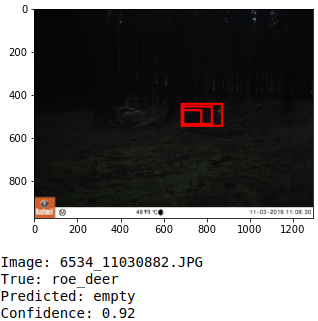 0
200
400
600
800
0 200 400 600 800 1000 1200
11-03-2019 11:08:30
Image: 6534_11030882.JPG
True: roe_deer
Predicted: empty
Confidence: 0.92